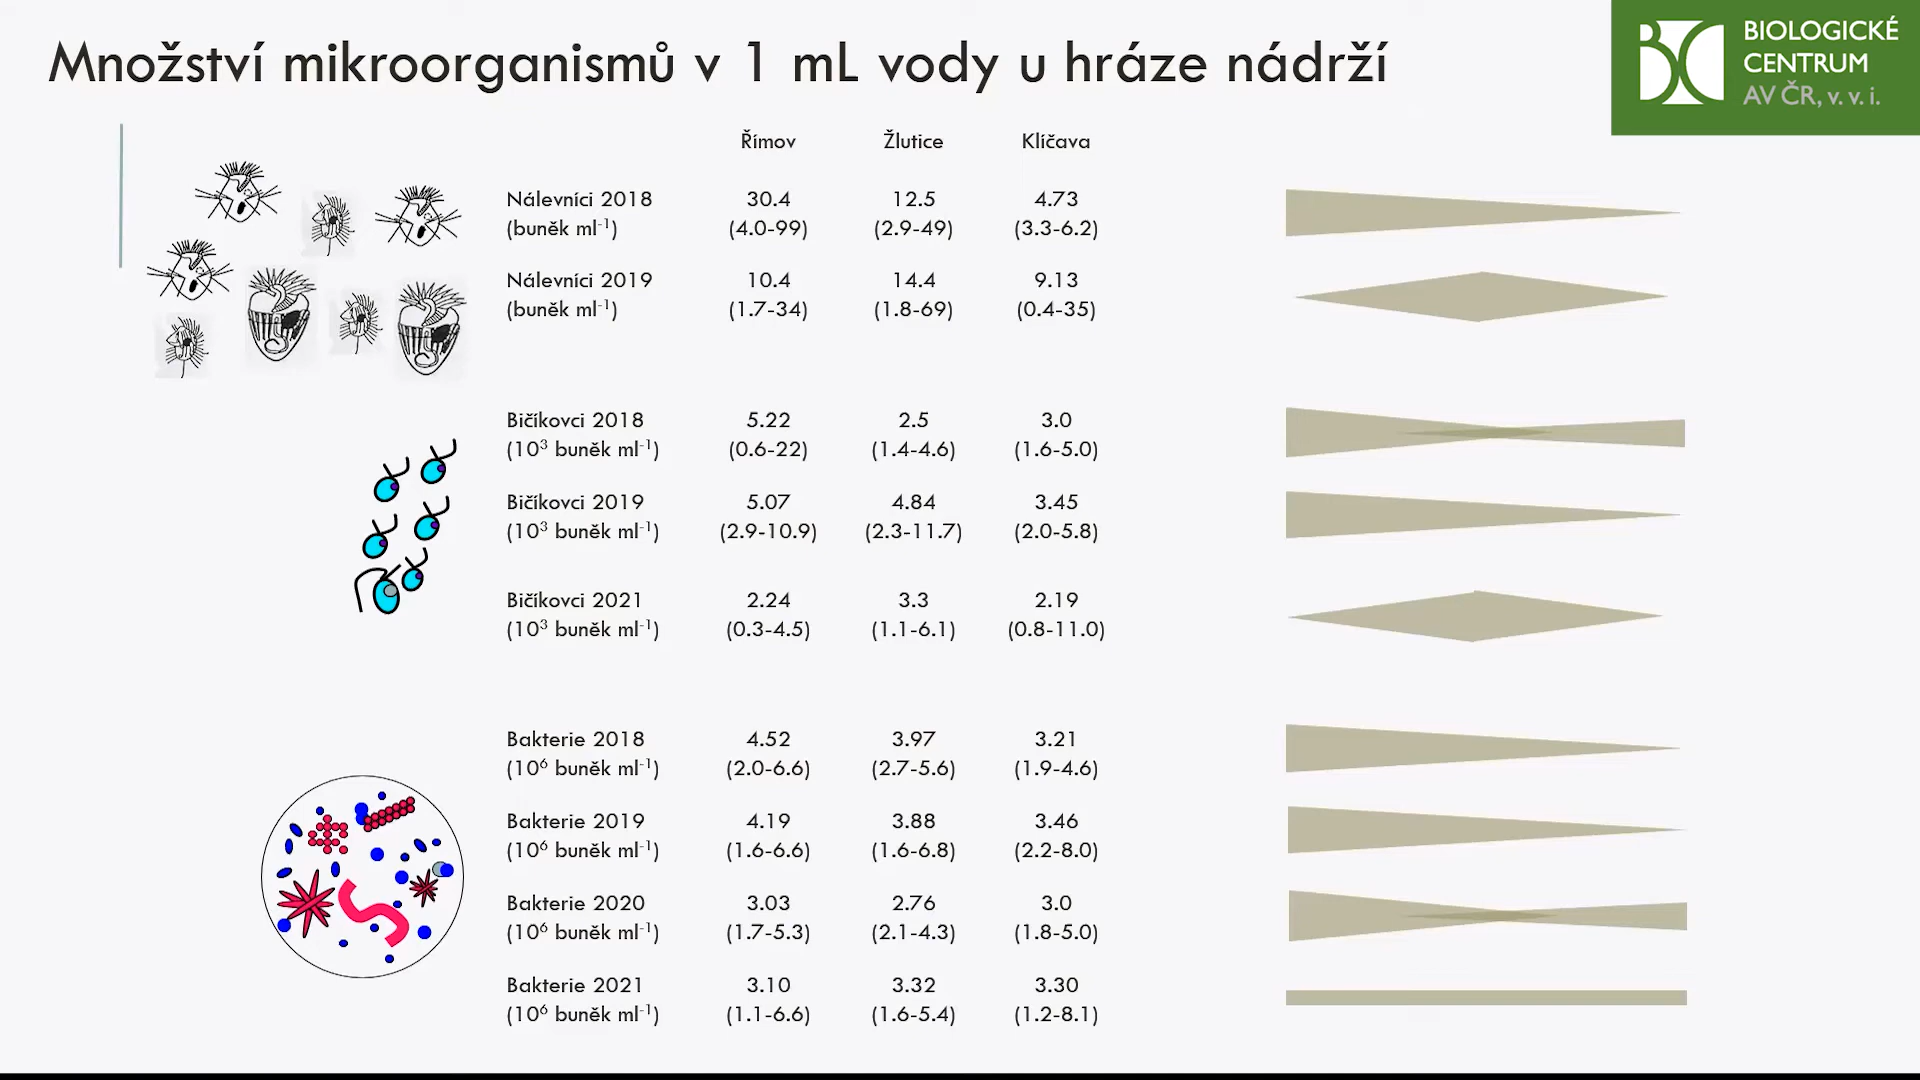 Množství mikroorganismů v 1 mL vody u hráze nádrží
BIOLOGICKÉ
CENTRUM
AV ČR, v. v. i.
Římov Žlutice Klíčava
Nálevníci 2018 30.4 12.5 4.73
(buněk ml⁻¹) (4.0-99) (2.9-49) (3.3-6.2)
Nálevníci 2019 10.4 14.4 9.13
(buněk ml⁻¹) (1.7-34) (1.8-69) (0.4-35)
Bičíkovci 2018 5.22 2.5 3.0
(10³ buněk ml⁻¹) (0.6-22) (1.4-4.6) (1.6-5.0)
Bičíkovci 2019 5.07 4.84 3.45
(10³ buněk ml⁻¹) (2.9-10.9) (2.3-11.7) (2.0-5.8)
Bičíkovci 2021 2.24 3.3 2.19
(10³ buněk ml⁻¹) (0.3-4.5) (1.1-6.1) (0.8-11.0)
Bakterie 2018 4.52 3.97 3.21
(10⁶ buněk ml⁻¹) (2.0-6.6) (2.7-5.6) (1.9-4.6)
Bakterie 2019 4.19 3.88 3.46
(10⁶ buněk ml⁻¹) (1.6-6.6) (1.6-6.8) (2.2-8.0)
Bakterie 2020 3.03 2.76 3.0
(10⁶ buněk ml⁻¹) (1.7-5.3) (2.1-4.3) (1.8-5.0)
Bakterie 2021 3.10 3.32 3.30
(10⁶ buněk ml⁻¹) (1.1-6.6) (1.6-5.4) (1.2-8.1)